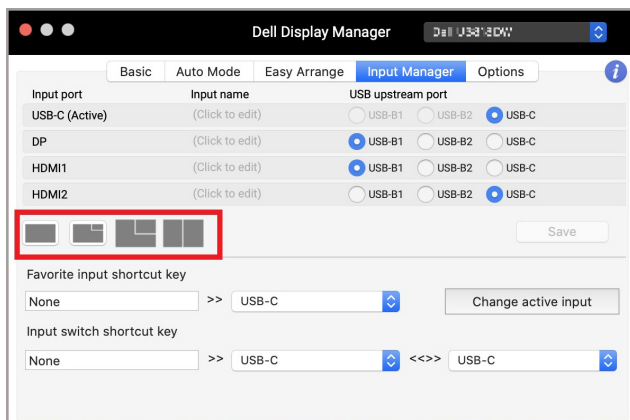 Dell Display Manager
Basic Auto Mode Easy Arrange Input Manager Options i
Input port Input name USB upstream port
USB-C (Active) (Click to edit) USB-B1 USB-B2 USB-C
DP (Click to edit) USB-B1 USB-B2 USB-C
HDMI1 (Click to edit) USB-B1 USB-B2 USB-C
HDMI2 (Click to edit) USB-B1 USB-B2 USB-C
Save
Favorite input shortcut key
None >> USB-C Change active input
Input switch shortcut key
None >> USB-C <<>> USB-C